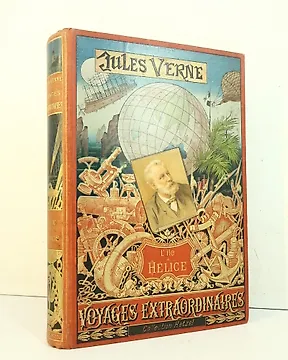 JULES VERNE
L'Île
à
HÉLICE
VOYAGES EXTRAORDINAIRES
Collection Hetzel